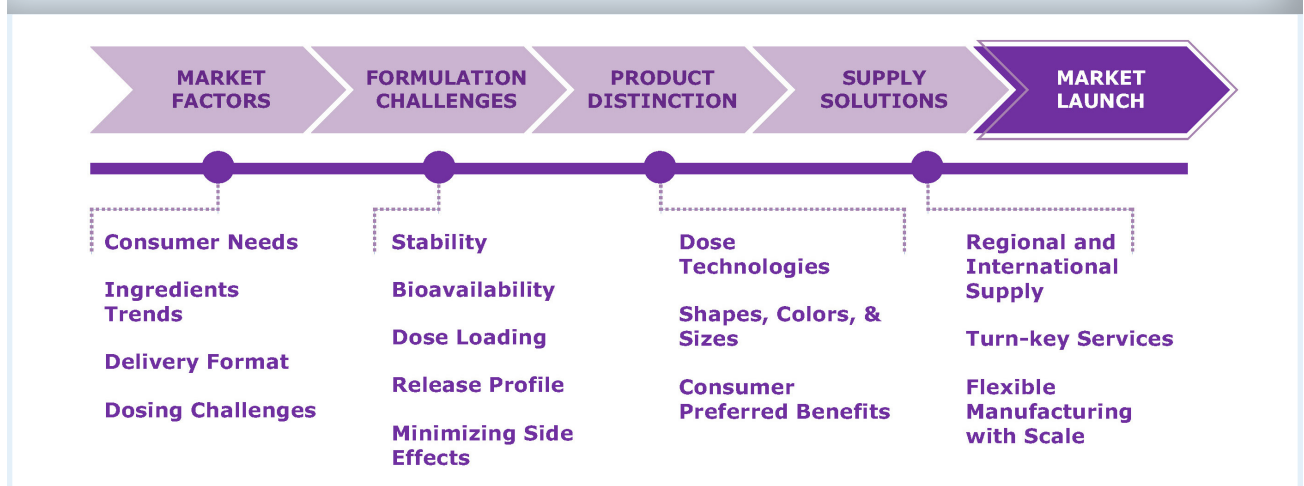 MARKET
FACTORS
FORMULATION
CHALLENGES
PRODUCT
DISTINCTION
SUPPLY
SOLUTIONS
MARKET
LAUNCH
Consumer Needs
Ingredients
Trends
Delivery Format
Dosing Challenges
Stability
Bioavailability
Dose Loading
Release Profile
Minimizing Side
Effects
Dose
Technologies
Shapes, Colors, &
Sizes
Consumer
Preferred Benefits
Regional and
International
Supply
Turn-key Services
Flexible
Manufacturing
with Scale